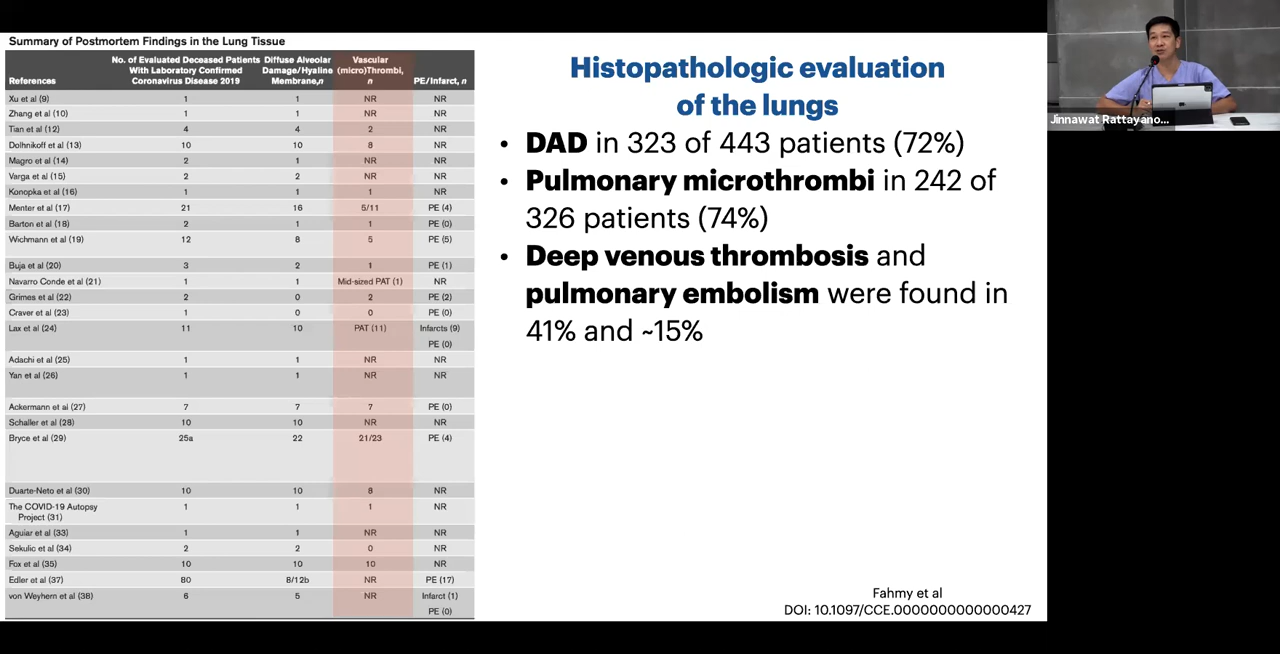 Summary of Postmortem Findings in the Lung Tissue
References No. of Evaluated Deceased Patients With Laboratory Confirmed Coronavirus Disease 2019 Diffuse Alveolar Damage/Hyaline Membrane,n Vascular (micro)Thrombi, n PE/Infarct, n
Xu et al (9) 1 1 NR NR
Zhang et al (10) 1 1 NR NR
Tian et al (12) 4 4 2 NR
Dolhnikoff et al (13) 10 10 8 NR
Magro et al (14) 2 1 NR NR
Varga et al (15) 2 2 NR NR
Konopka et al (16) 1 1 1 NR
Menter et al (17) 21 16 5/11 PE (4)
Barton et al (18) 2 1 1 PE (0)
Wichmann et al (19) 12 8 5 PE (5)
Buja et al (20) 3 2 1 PE (1)
Navarro Conde et al (21) 1 1 Mid-sized PAT (1) NR
Grimes et al (22) 2 0 2 PE (2)
Craver et al (23) 1 0 0 PE (0)
Lax et al (24) 11 10 PAT (11) Infarcts (9)
PE (0)
Adachi et al (25) 1 1 NR NR
Yan et al (26) 1 1 NR NR
Ackermann et al (27) 7 7 7 PE (0)
Schaller et al (28) 10 10 NR NR
Bryce et al (29) 25a 22 21/23 PE (4)
Duarte-Neto et al (30) 10 10 8 NR
The COVID-19 Autopsy 1 1 1 NR
Project (31)
Aguiar et al (33) 1 1 NR NR
Sekulic et al (34) 2 2 0 NR
Fox et al (35) 10 10 10 NR
Edler et al (37) 80 8/12b NR PE (17)
von Weyhern et al (38) 6 5 NR Infarct (1)
PE (0)
Histopathologic evaluation
of the lungs
• DAD in 323 of 443 patients (72%)
• Pulmonary microthrombi in 242 of
326 patients (74%)
• Deep venous thrombosis and
pulmonary embolism were found in
41% and ~15%
Fahmy et al
DOI: 10.1097/CCE.0000000000000427
Jinnawat Rattayano...